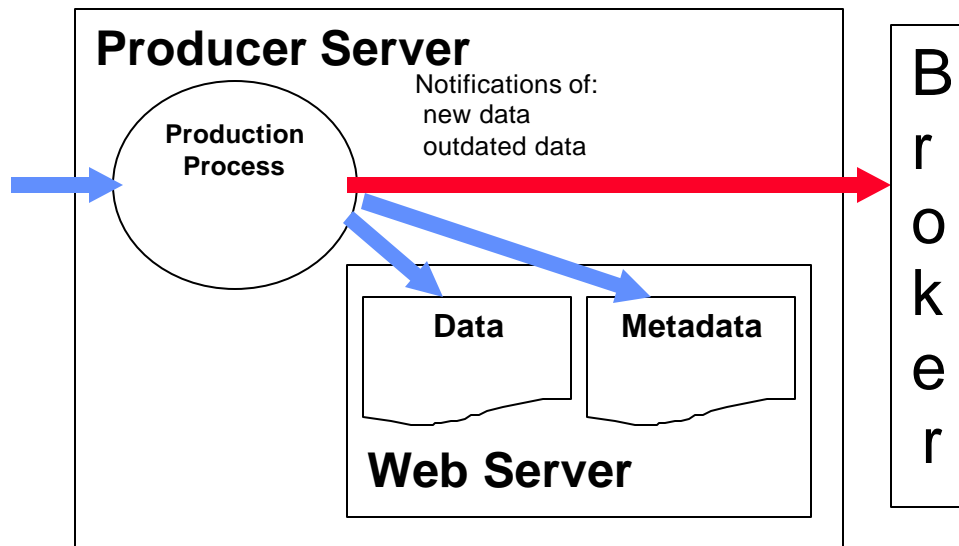 Producer Server
Notifications of:
new data
outdated data
Production
Process
Data
Metadata
Web Server
B
r
o
k
e
r